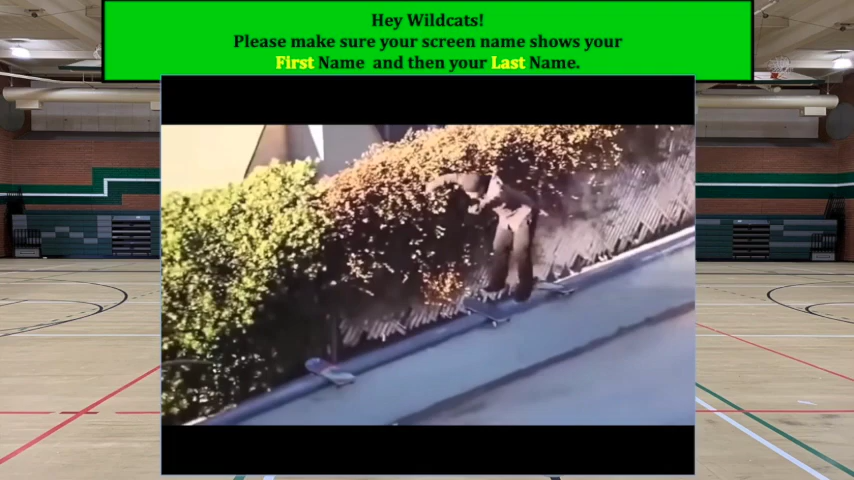 Hey Wildcats!
Please make sure your screen name shows your
First Name and then your Last Name.